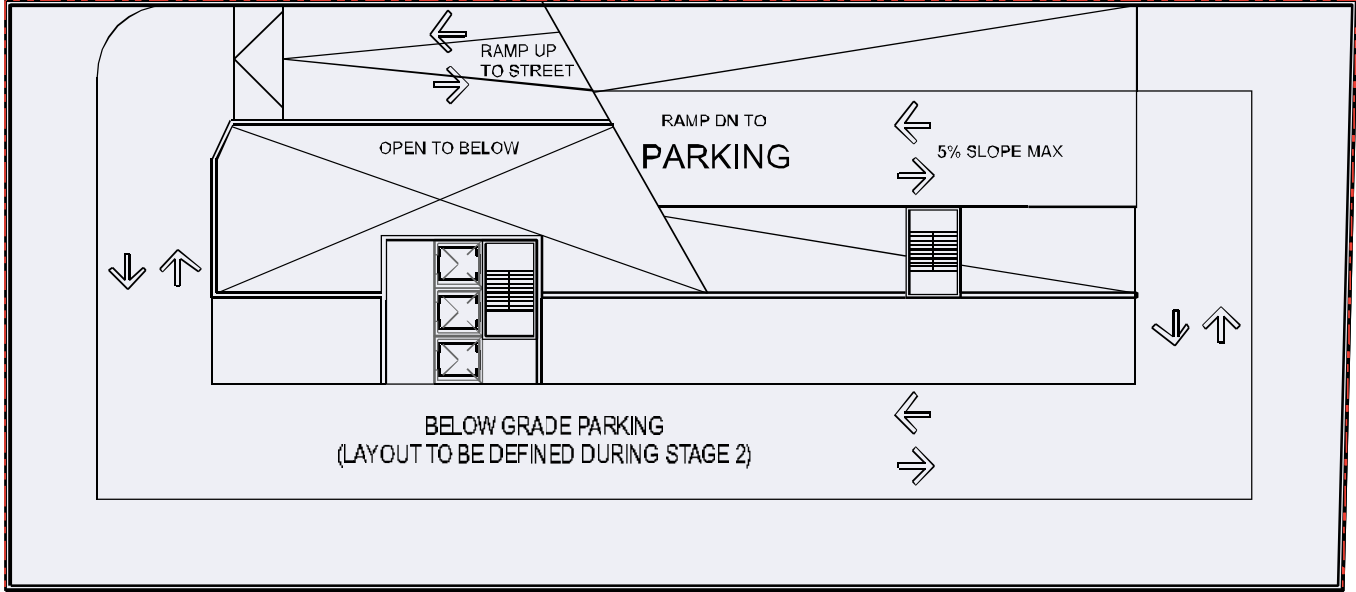 RAMP UP
TO STREET
RAMP DN TO
PARKING
OPEN TO BELOW
5% SLOPE MAX
BELOW GRADE PARKING
(LAYOUT TO BE DEFINED DURING STAGE 2)